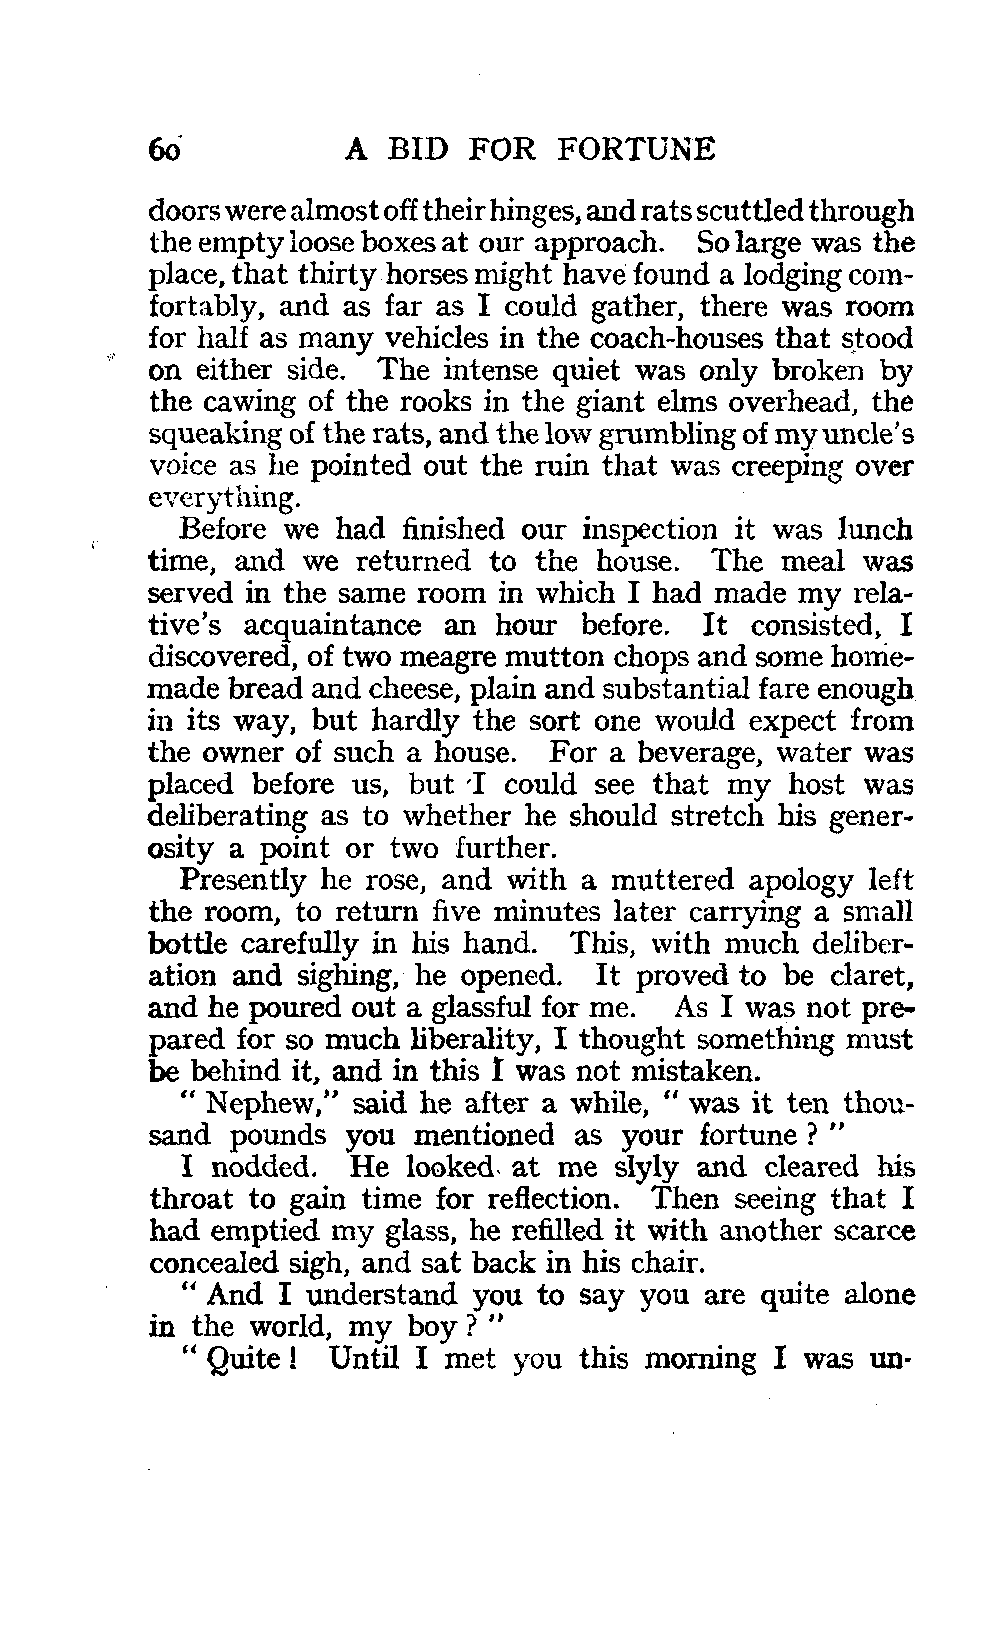 60 A BID FOR FORTUNE
doors were almost off their hinges, and rats scuttled through
the empty loose boxes at our approach. So large was the
place, that thirty horses might have found a lodging com-
fortably, and as far as I could gather, there was room
for half as many vehicles in the coach-houses that stood
on either side. The intense quiet was only broken by
the cawing of the rooks in the giant elms overhead, the
squeaking of the rats, and the low grumbling of my uncle's
voice as he pointed out the ruin that was creeping over
everything.
Before we had finished our inspection it was lunch
time, and we returned to the house. The meal was
served in the same room in which I had made my rela-
tive's acquaintance an hour before. It consisted, I
discovered, of two meagre mutton chops and some home-
made bread and cheese, plain and substantial fare enough
in its way, but hardly the sort one would expect from
the owner of such a house. For a beverage, water was
placed before us, but I could see that my host was
deliberating as to whether he should stretch his gener-
osity a point or two further.
Presently he rose, and with a muttered apology left
the room, to return five minutes later carrying a small
bottle carefully in his hand. This, with much deliber-
ation and sighing, he opened. It proved to be claret,
and he poured out a glassful for me. As I was not pre-
pared for so much liberality, I thought something must
be behind it, and in this I was not mistaken.
" Nephew," said he after a while, " was it ten thou-
sand pounds you mentioned as your fortune ? "
I nodded. He looked at me slyly and cleared his
throat to gain time for reflection. Then seeing that I
had emptied my glass, he refilled it with another scarce
concealed sigh, and sat back in his chair.
" And I understand you to say you are quite alone
in the world, my boy ? "
" Quite ! Until I met you this morning I was un-